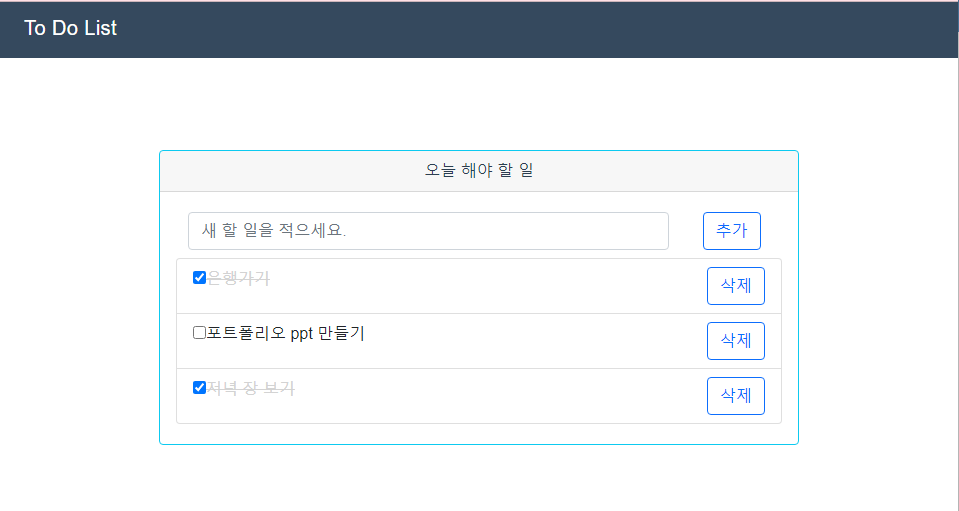 To Do List
오늘 해야 할 일
새 할 일을 적으세요.
추가
은행가기
삭제
포트폴리오 ppt 만들기
삭제
저녁 장 보기
삭제